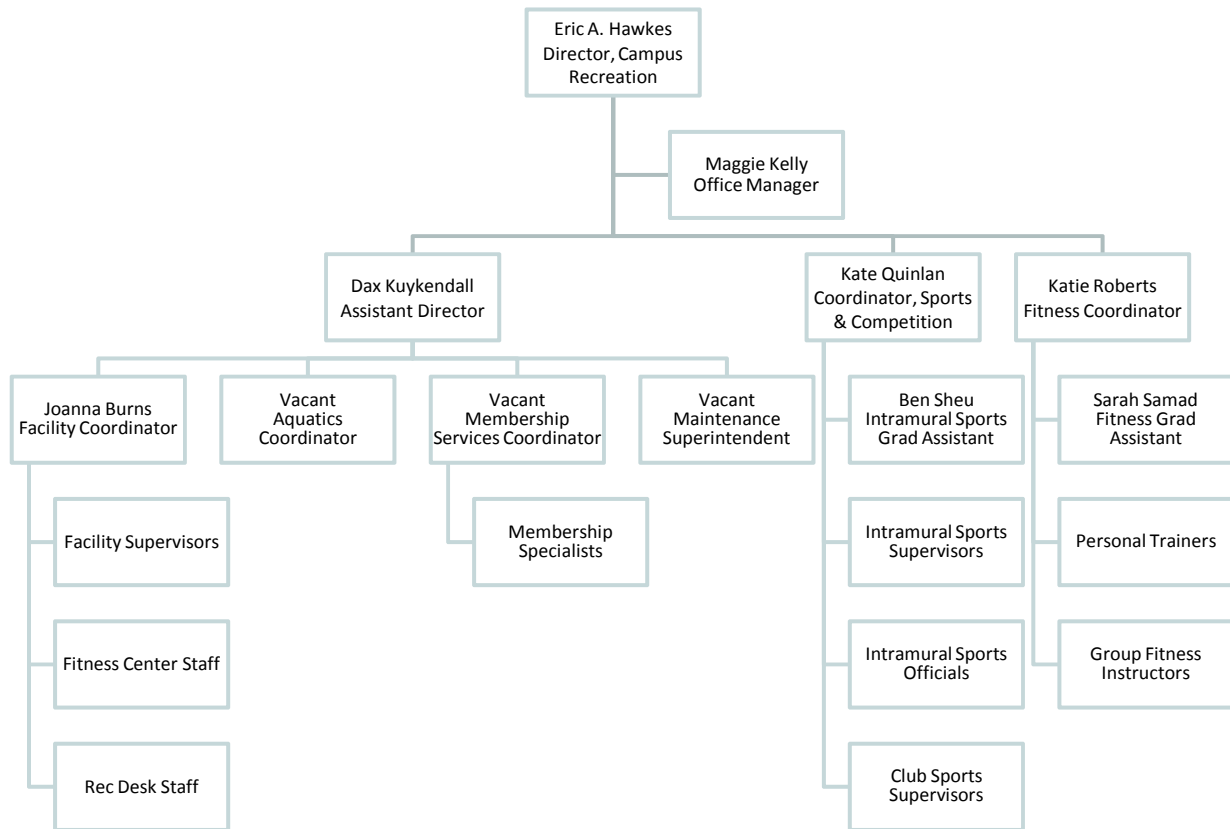 Eric A. Hawkes
Director, Campus
Recreation
Maggie Kelly
Office Manager
Dax Kuykendall
Assistant Director
Kate Quinlan
Coordinator, Sports
& Competition
Katie Roberts
Fitness Coordinator
Joanna Burns
Facility Coordinator
Vacant
Aquatics
Coordinator
Vacant
Membership
Services Coordinator
Vacant
Maintenance
Superintendent
Ben Sheu
Intramural Sports
Grad Assistant
Sarah Samad
Fitness Grad
Assistant
Facility Supervisors
Membership
Specialists
Intramural Sports
Supervisors
Personal Trainers
Fitness Center Staff
Intramural Sports
Officials
Group Fitness
Instructors
Rec Desk Staff
Club Sports
Supervisors